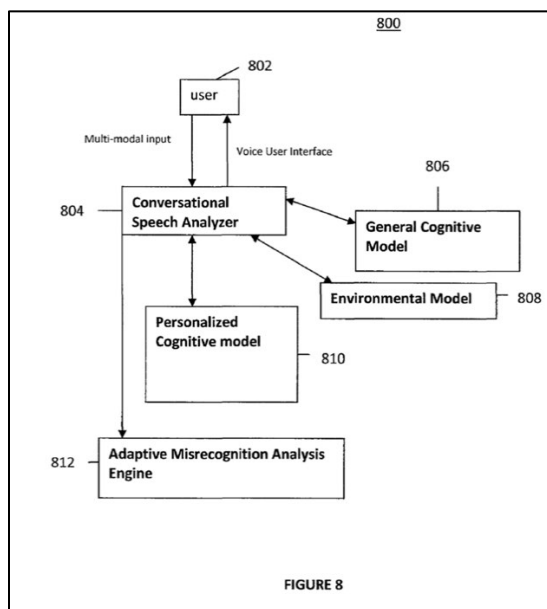 800
802
user
Multi-modal input
Voice User Interface
806
804
Conversational
Speech Analyzer
General Cognitive
Model
Environmental Model
808
Personalized
Cognitive model
810
812
Adaptive Misrecognition Analysis
Engine
FIGURE 8